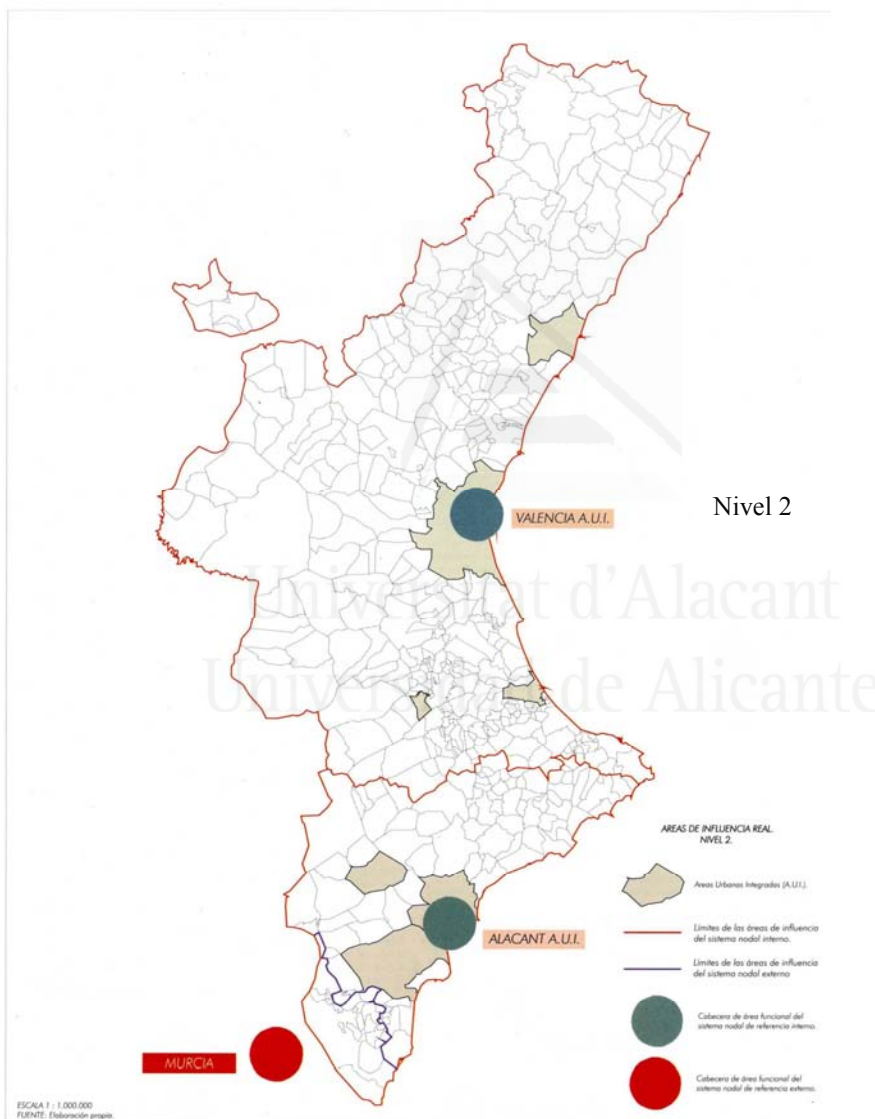 VALENCIA A.U.I.
Nivel 2
Universitat d'Alacant
Universidad de Alicante
AREAS DE INFLUENCIA REAL.
NIVEL 2.
Areas Urbanas Integradas (A.U.I.).
Límites de las áreas de influencia
del sistema nodal interno.
ALACANT A.U.I.
Límites de las áreas de influencia
del sistema nodal externo
Cabecera de área funcional del
sistema nodal de referencia interno.
MURCIA
Cabecera de área funcional del
sistema nodal de referencia externo.
ESCALA 1 : 1.000.000
FUENTE: Elaboración propia.